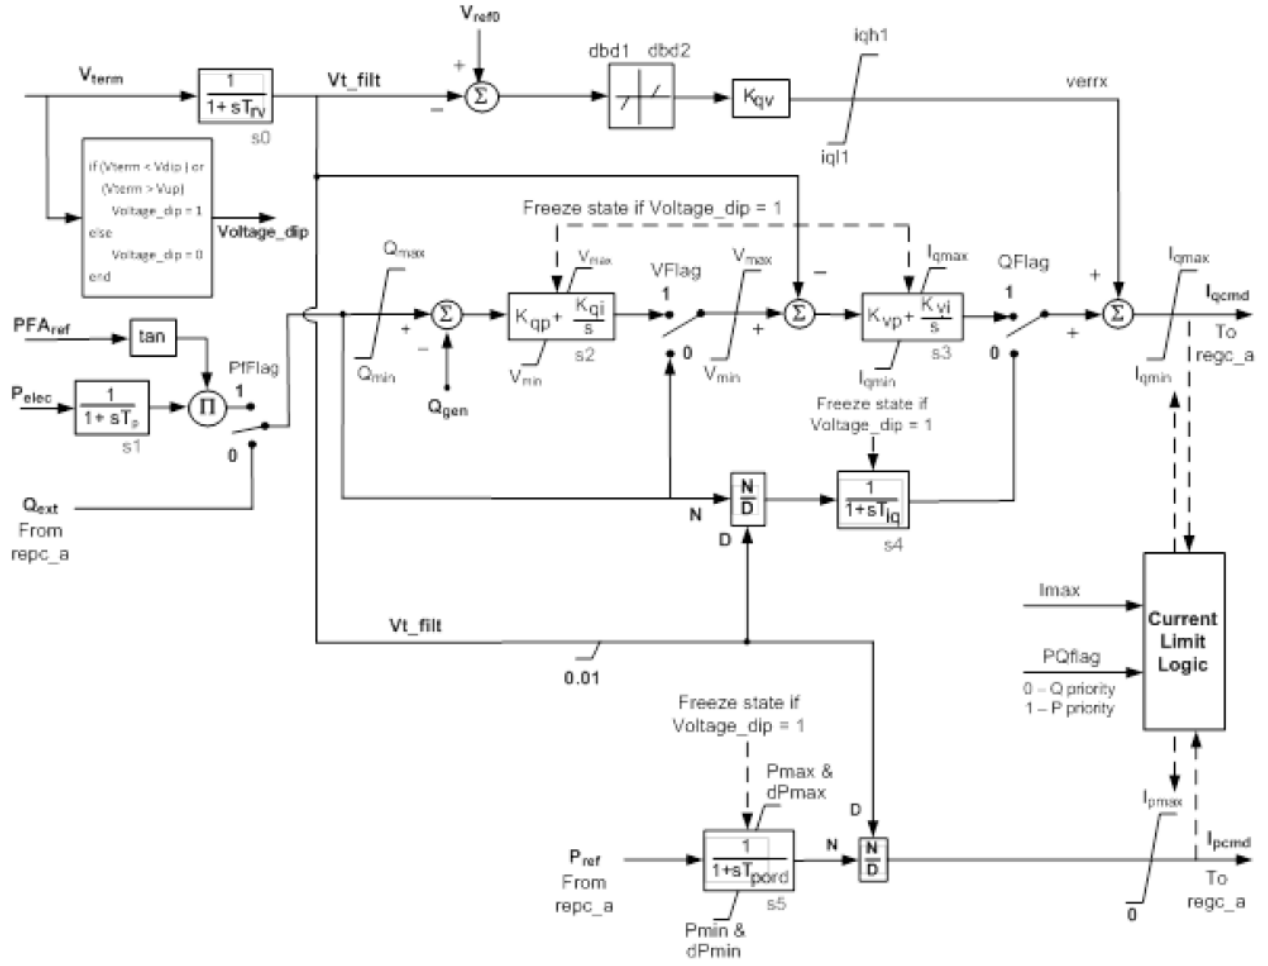 Vref0
dbd1 dbd2
iqh1
Vterm
1
1+ sTrv
s0
Vt_filt
+
−
Σ
Kqv
verrx
iql1
if (Vterm < Vdip ) or
(Vterm > Vup)
Voltage_dip = 1
else
Voltage_dip = 0
end
Voltage_dip
Freeze state if Voltage_dip = 1
Qmax
Vmax
VFlag
1
Vmax
−
Iqmax
QFlag
1
+
Iqmax
Iqcmd
To
regc_a
+
−
Σ
Kqp + Kqi
s
s2
0
+
Σ
Kvp + Kvi
s
s3
0
+
Σ
Qmin
Vmin
Vmin
Iqmin
Iqmin
Qgen
PFAref
tan
PfFlag
Pelec
1
1+ sTp
s1
Π
1
0
Qext
From
repc_a
Freeze state if
Voltage_dip = 1
N
N
D
D
1
1+sTiq
s4
Vt_filt
0.01
Imax
PQflag
0 – Q priority
1 – P priority
Current
Limit
Logic
Freeze state if
Voltage_dip = 1
Pmax &
dPmax
D
Ipmax
Pref
From
repc_a
1
1+sTpord
s5
N
N
D
Ipcmd
To
regc_a
0
Pmin &
dPmin